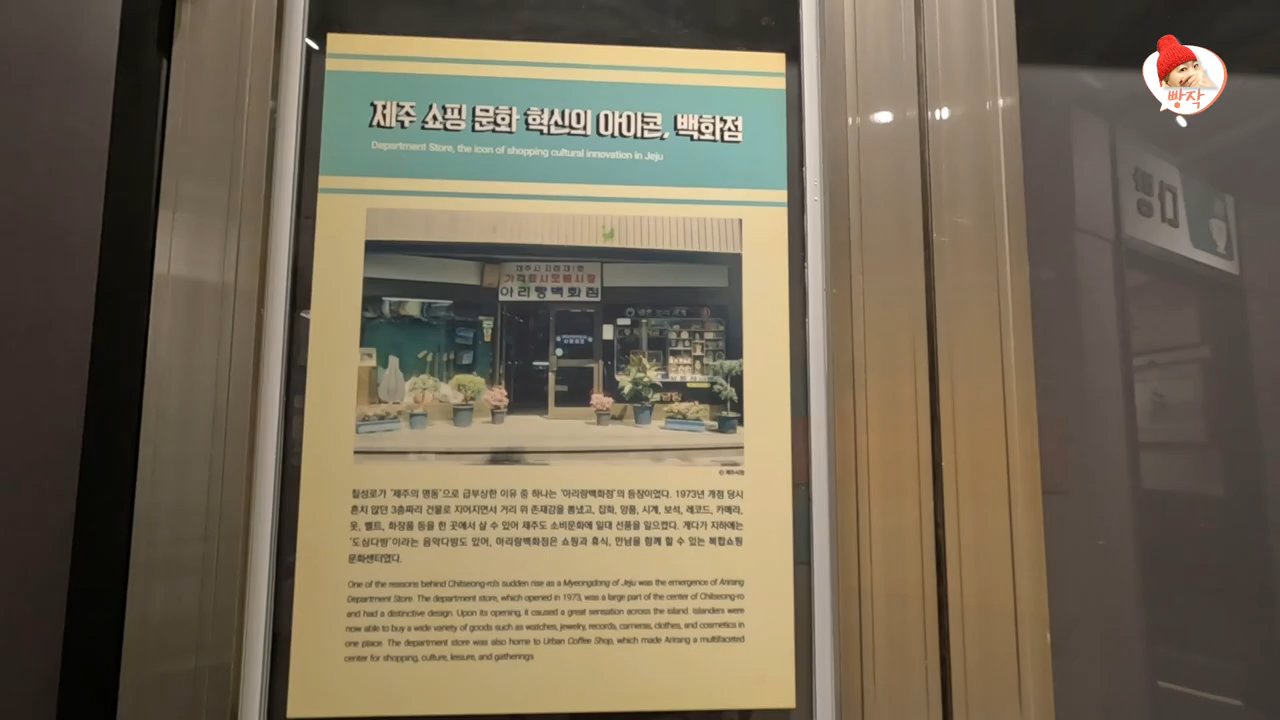 빵작
제주 쇼핑 문화 혁신의 아이콘, 백화점
Department Store, the icon of shopping cultural innovation in Jeju
가격표시모범시장
아리랑백화점
칠성로가 '제주의 명동'으로 급부상한 이유 중 하나는 '아리랑백화점'의 등장이었다. 1973년 개점 당시
흔치 않던 3층짜리 건물로 지어지면서 거리 위 존재감을 뽐냈고, 잡화, 양품, 시계, 보석, 레코드, 카메라,
옷, 벨트, 화장품 등을 한 곳에서 살 수 있어 제주도 소비문화에 일대 선풍을 일으켰다. 게다가 지하에는
'도심다방'이라는 음악다방도 있어, 아리랑백화점은 쇼핑과 휴식, 만남을 함께 할 수 있는 복합쇼핑
문화센터였다.
One of the reasons behind Chilseong-ro's sudden rise as a Myeongdong of Jeju was the emergence of Arirang
Department Store. The department store, which opened in 1973, was a large part of the center of Chilseong-ro
and had a distinctive design. Upon its opening, it caused a great sensation across the island. Islanders were
now able to buy a wide variety of goods such as watches, jewelry, records, cameras, clothes, and cosmetics in
one place. The department store was also home to Urban Coffee Shop, which made Arirang a multifaceted
center for shopping, culture, leisure, and gatherings.